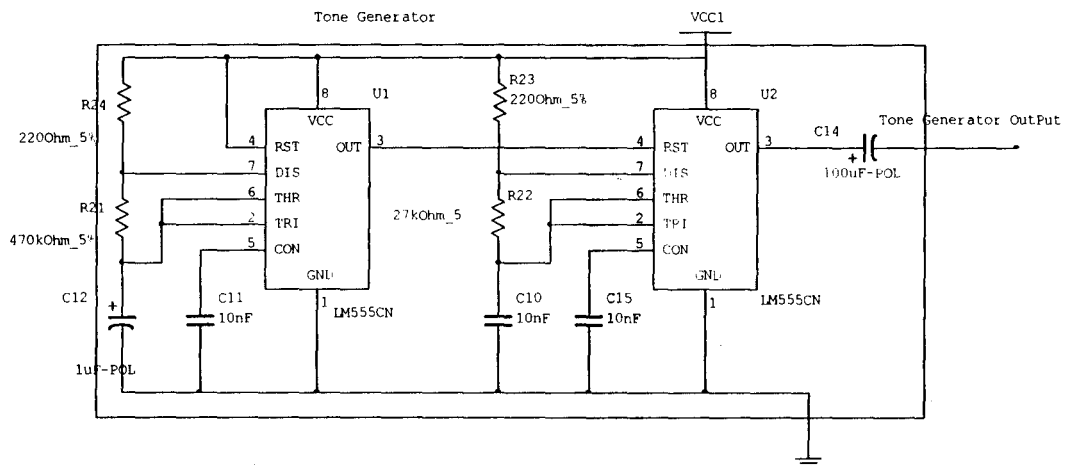 Tone Generator
VCC1
R24
220Ohm_5%
R21
470kOhm_5%
C12
+
1uF-POL
C11
10nF
U1
8
VCC
4
RST
OUT
3
7
DIS
6
THR
2
TRI
5
CON
GND
1
LM555CN
R23
220Ohm_5%
R22
27kOhm_5
C10
10nF
C15
10nF
U2
8
VCC
4
RST
OUT
3
7
DIS
6
THR
2
TRI
5
CON
GND
1
LM555CN
C14
+
100uF-POL
Tone Generator OutPut